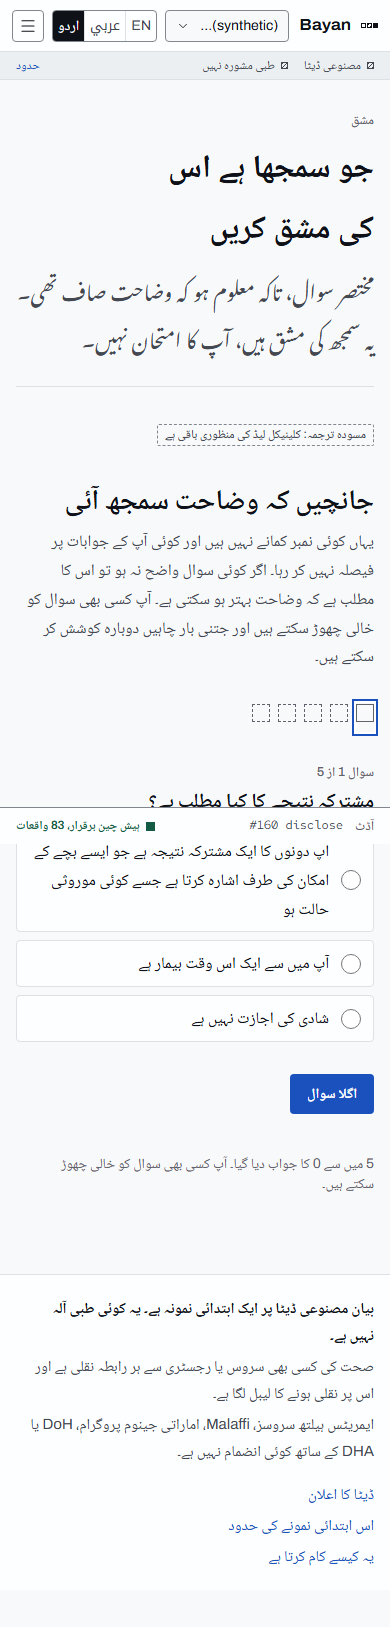 Bayan
(synthetic)...
EN
عربي
اردو
مصنوعی ڈیٹا
طبی مشورہ نہیں
حدود
مشق
جو سمجھا ہے اس
کی مشق کریں
مختصر سوال، تاکہ معلوم ہو کہ وضاحت صاف تھی۔
یہ سمجھ کی مشق ہیں، آپ کا امتحان نہیں۔
مسودہ ترجمہ: کلینیکل لیڈ کی منظوری باقی ہے
جانچیں کہ وضاحت سمجھ آئی
یہاں کوئی نمبر کمانے نہیں ہیں اور کوئی آپ کے جوابات پر
فیصلہ نہیں کر رہا۔ اگر کوئی سوال واضح نہ ہو تو اس کا
مطلب ہے کہ وضاحت بہتر ہو سکتی ہے۔ آپ کسی بھی سوال کو
خالی چھوڑ سکتے ہیں اور جتنی بار چاہیں دوبارہ کوشش کر
سکتے ہیں۔
سوال 1 از 5
مشترکہ نتیجے کا کیا مطلب ہے؟
آڈٹ
#160 disclose
ہیش چین برقرار، 83 واقعات
آپ دونوں کا ایک مشترکہ نتیجہ ہے جو ایسے بچے کے
امکان کی طرف اشارہ کرتا ہے جسے کوئی موروثی
حالت ہو
آپ میں سے ایک اس وقت بیمار ہے
شادی کی اجازت نہیں ہے
اگلا سوال
5 میں سے 0 کا جواب دیا گیا۔ آپ کسی بھی سوال کو خالی چھوڑ
سکتے ہیں۔
بیان مصنوعی ڈیٹا پر ایک ابتدائی نمونہ ہے۔ یہ کوئی طبی آلہ
نہیں ہے۔
صحت کی کسی بھی سروس یا رجسٹری سے ہر رابطہ نقلی ہے اور
اس پر نقلی ہونے کا لیبل لگا ہے۔
ایمریٹس ہیلتھ سروسز، Malaffi، اماراتی جینوم پروگرام، DoH یا
DHA کے ساتھ کوئی انضمام نہیں ہے۔
ڈیٹا کا اعلان
اس ابتدائی نمونے کی حدود
یہ کیسے کام کرتا ہے